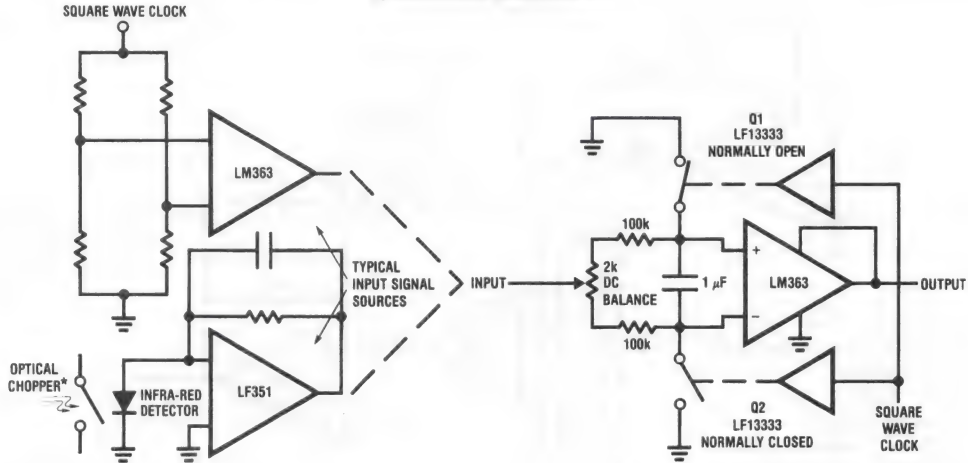 SQUARE WAVE CLOCK
LM363
TYPICAL
INPUT SIGNAL
SOURCES
OPTICAL
CHOPPER*
INFRA-RED
DETECTOR
LF351
INPUT
100k
2k
DC
BALANCE
100k
1 μF
Q1
LF13333
NORMALLY OPEN
+
LM363
−
OUTPUT
Q2
LF13333
NORMALLY CLOSED
SQUARE
WAVE
CLOCK